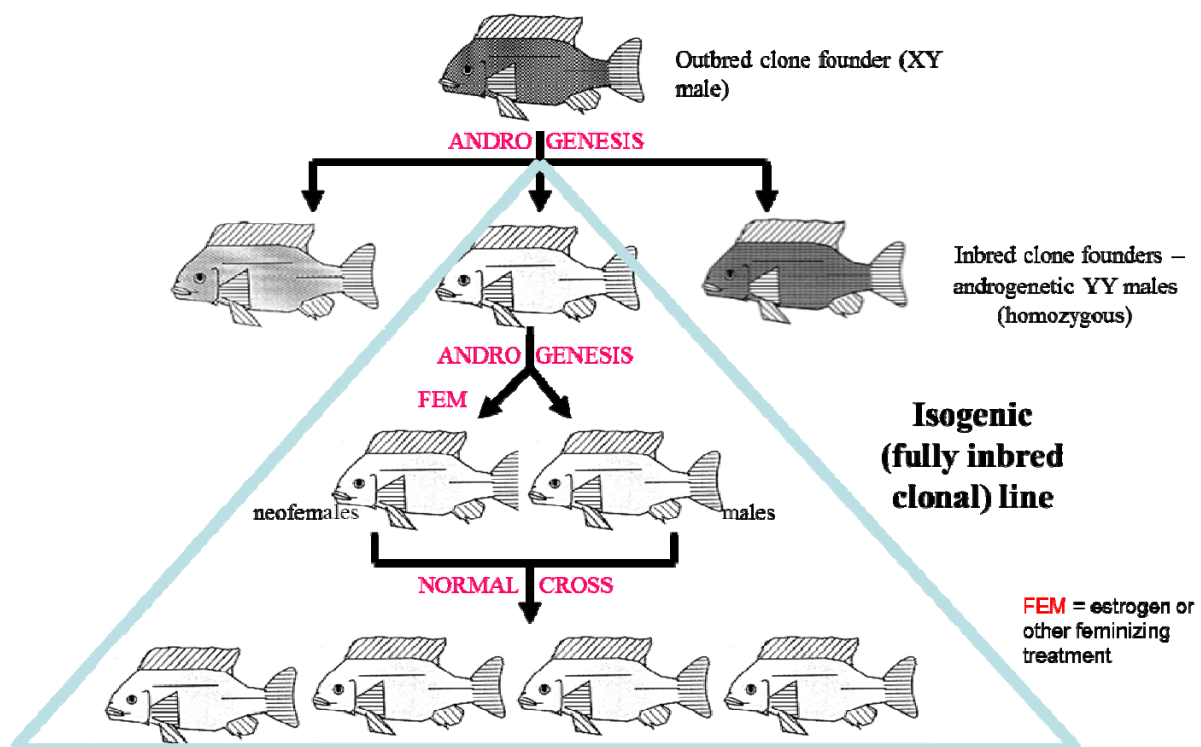 Outbred clone founder (XY
male)
ANDRO GENESIS
Inbred clone founders –
androgenetic YY males
(homozygous)
ANDRO GENESIS
FEM
Isogenic
(fully inbred
clonal) line
neofemales
males
NORMAL CROSS
FEM = estrogen or
other feminizing
treatment